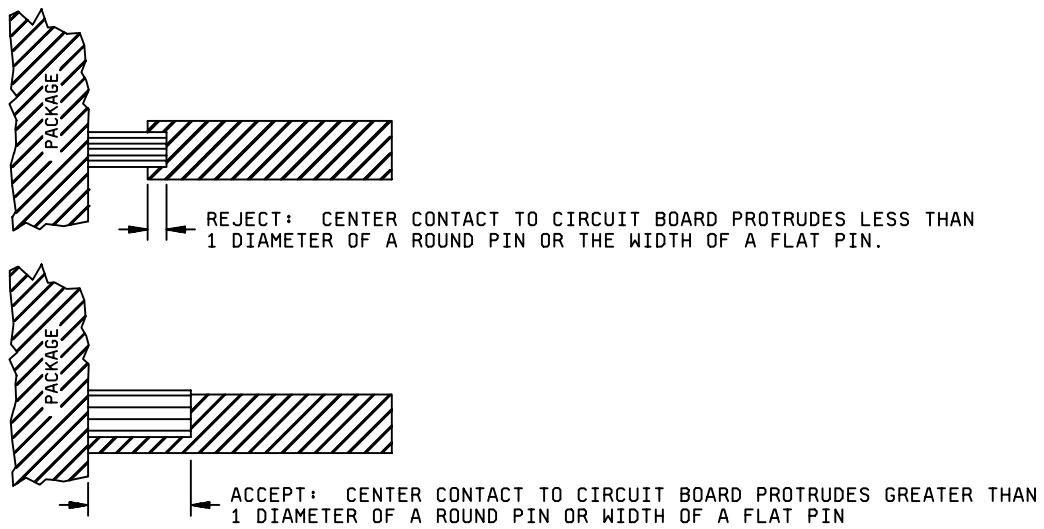 PACKAGE
REJECT: CENTER CONTACT TO CIRCUIT BOARD PROTRUDES LESS THAN
1 DIAMETER OF A ROUND PIN OR THE WIDTH OF A FLAT PIN.
PACKAGE
ACCEPT: CENTER CONTACT TO CIRCUIT BOARD PROTRUDES GREATER THAN
1 DIAMETER OF A ROUND PIN OR WIDTH OF A FLAT PIN